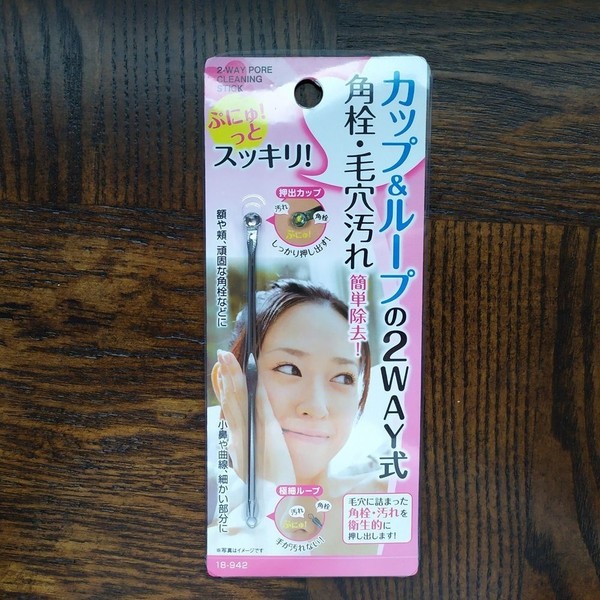 2-WAY PORE
CLEANING
STICK
ぷにゅ!
っと
スッキリ!
カップ&ループの2WAY式
角栓・毛穴汚れ
簡単除去!
押出カップ
汚れ
角栓
ぷにゅ!
しっかり押し出す!
額や頬、頑固な角栓などに
小鼻や曲線、細かい部分に
極細ループ
汚れ
角栓
ぷにゅ!
手が汚れない!
毛穴に詰まった
角栓・汚れを
衛生的に
押し出します!
※写真はイメージです
18-942